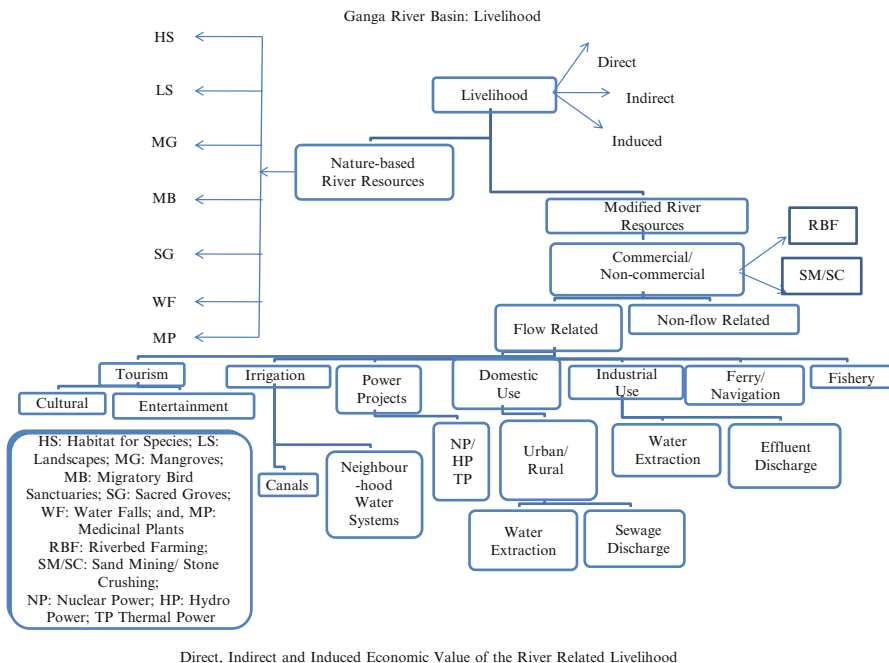 Ganga River Basin: Livelihood
HS
LS
MG
MB
SG
WF
MP
Livelihood
Direct
Indirect
Induced
Nature-based
River Resources
Modified River
Resources
Commercial/
Non-commercial
RBF
SM/SC
Flow Related
Non-flow Related
Tourism
Cultural
Entertainment
Irrigation
Canals
Neighbour
-hood
Water
Systems
Power
Projects
NP/
HP
TP
Domestic
Use
Urban/
Rural
Water
Extraction
Sewage
Discharge
Industrial
Use
Water
Extraction
Effluent
Discharge
Ferry/
Navigation
Fishery
HS: Habitat for Species; LS:
Landscapes; MG: Mangroves;
MB: Migratory Bird
Sanctuaries; SG: Sacred Groves;
WF: Water Falls; and, MP:
Medicinal Plants
RBF: Riverbed Farming;
SM/SC: Sand Mining/ Stone
Crushing;
NP: Nuclear Power; HP: Hydro
Power; TP Thermal Power
Direct, Indirect and Induced Economic Value of the River Related Livelihood